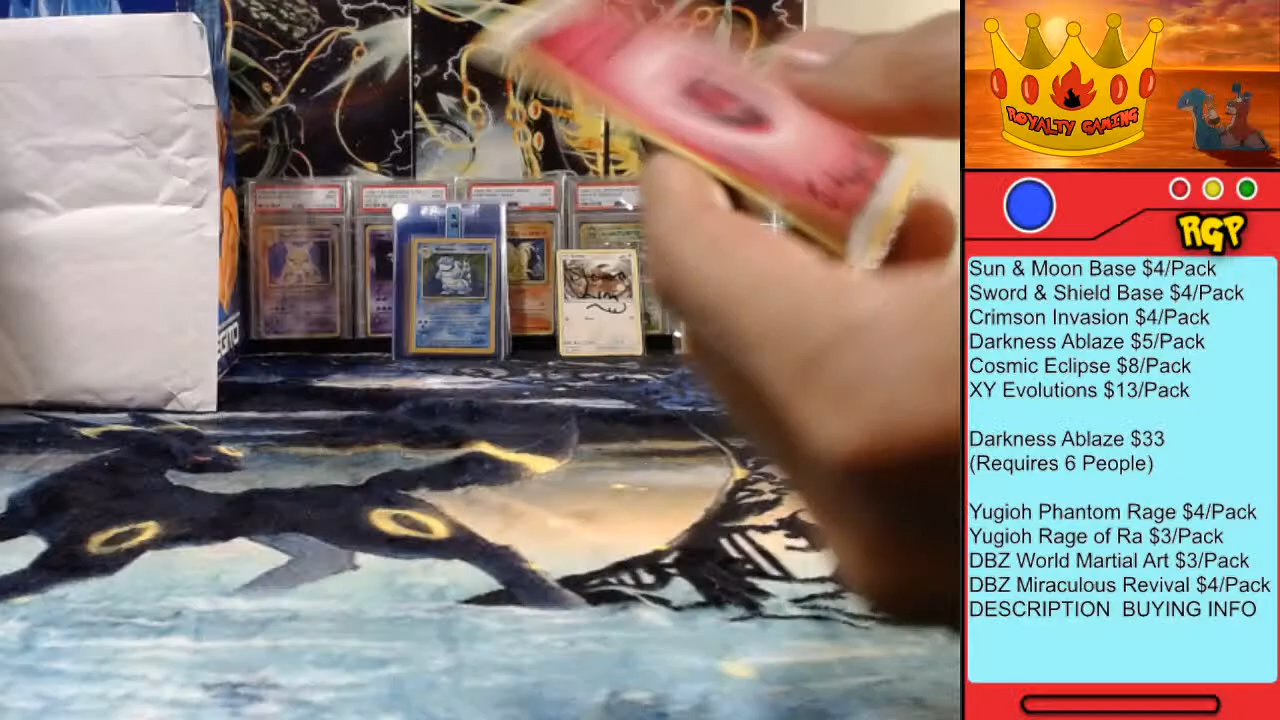 ROYALTY GAMING
RGP
Sun & Moon Base $4/Pack
Sword & Shield Base $4/Pack
Crimson Invasion $4/Pack
Darkness Ablaze $5/Pack
Cosmic Eclipse $8/Pack
XY Evolutions $13/Pack
Darkness Ablaze $33
(Requires 6 People)
Yugioh Phantom Rage $4/Pack
Yugioh Rage of Ra $3/Pack
DBZ World Martial Art $3/Pack
DBZ Miraculous Revival $4/Pack
DESCRIPTION BUYING INFO